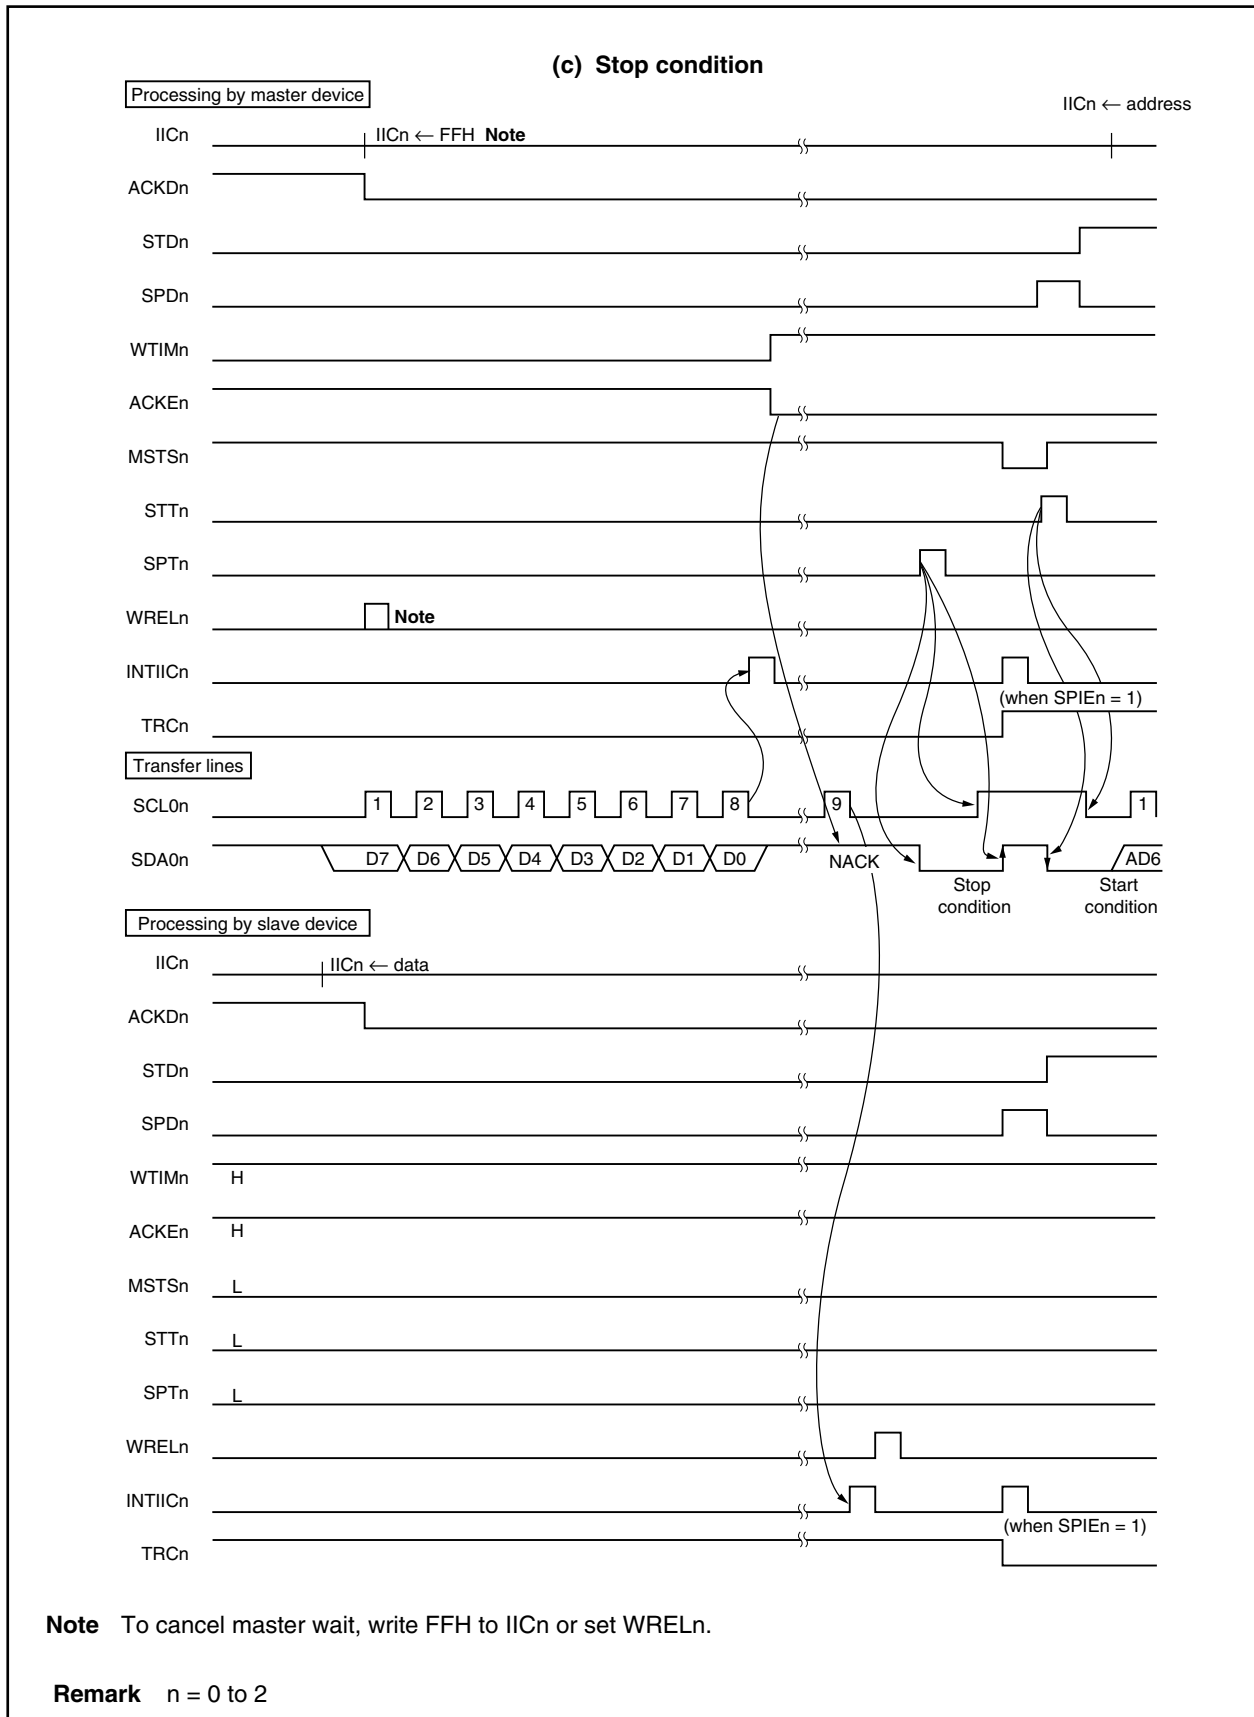 (c) Stop condition
Processing by master device
IICn ← address
IICn
IICn ← FFH Note
ACKDn
STDn
SPDn
WTIMn
ACKEn
MSTSn
STTn
SPTn
WRELn
Note
INTIICn
(when SPIEn = 1)
TRCn
Transfer lines
SCL0n
1 2 3 4 5 6 7 8 9 1
SDA0n
D7 D6 D5 D4 D3 D2 D1 D0 NACK AD6
Stop
condition
Start
condition
Processing by slave device
IICn
IICn ← data
ACKDn
STDn
SPDn
WTIMn H
ACKEn H
MSTSn L
STTn L
SPTn L
WRELn
INTIICn
(when SPIEn = 1)
TRCn
Note To cancel master wait, write FFH to IICn or set WRELn.
Remark n = 0 to 2